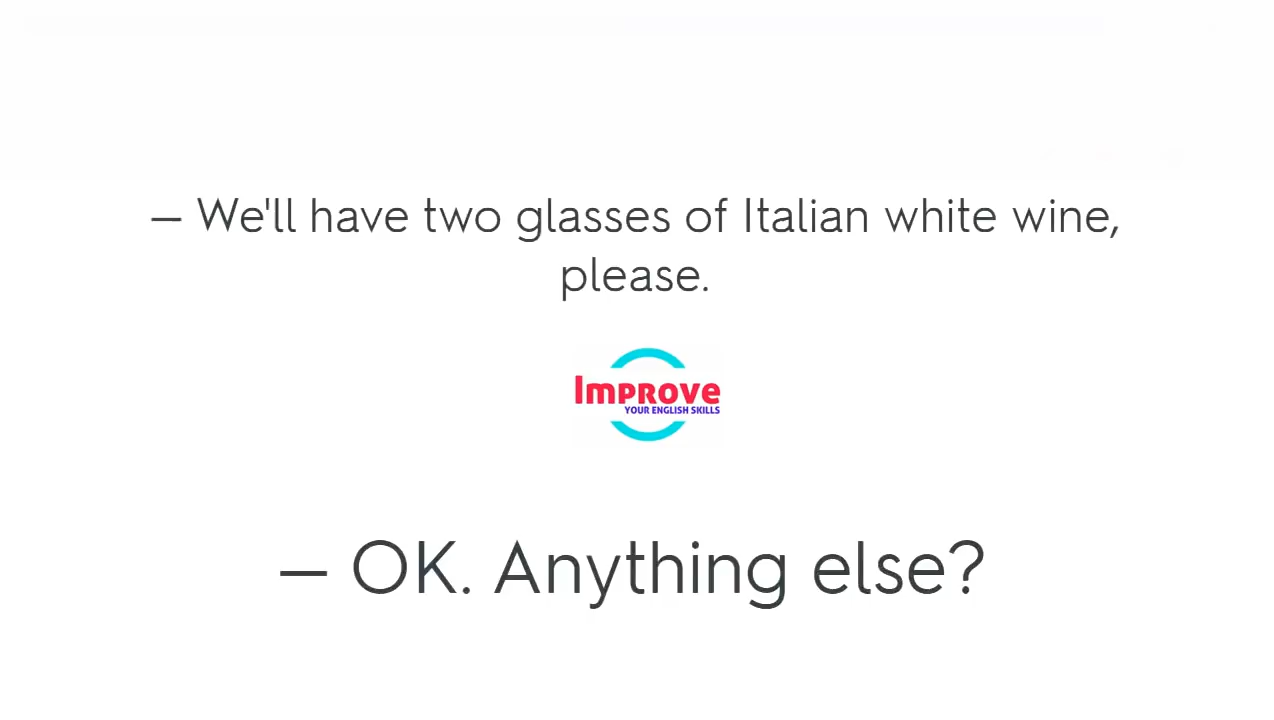 – We'll have two glasses of Italian white wine,
please.
Improve
YOUR ENGLISH SKILLS
– OK. Anything else?